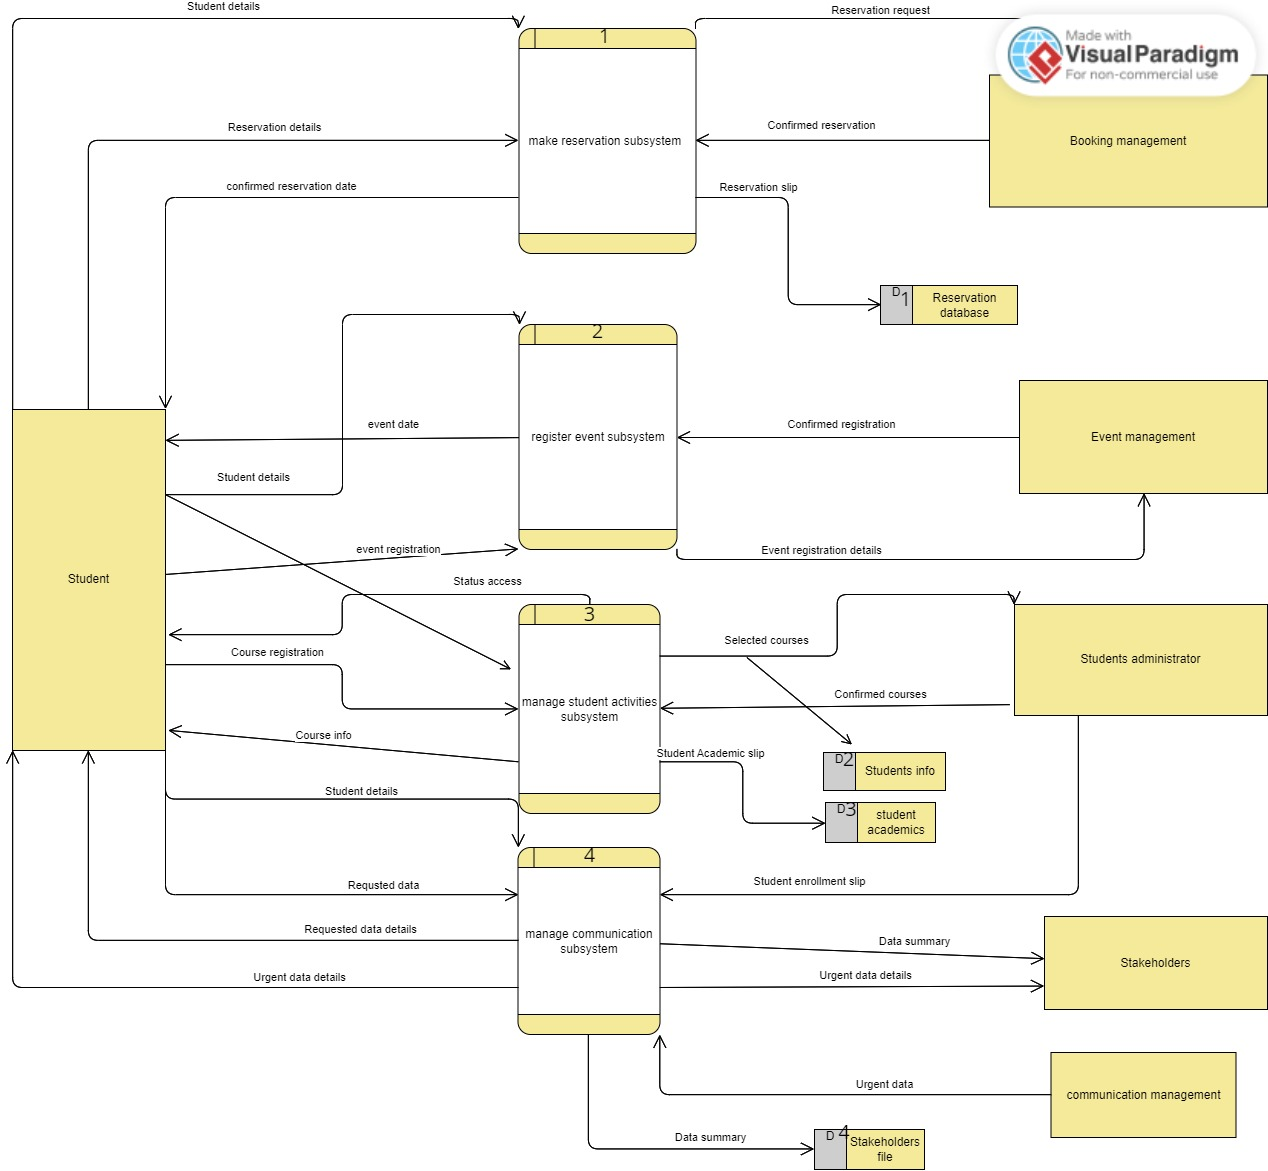 Student details
Reservation request
Made with
Visual Paradigm
For non-commercial use
1
Reservation details
make reservation subsystem
Confirmed reservation
Booking management
confirmed reservation date
Reservation slip
D1
Reservation
database
2
event date
register event subsystem
Confirmed registration
Event management
Student details
event registration
Event registration details
Student
Status access
3
Selected courses
Students administrator
Course registration
manage student activities
subsystem
Confirmed courses
Course info
Student Academic slip
D2
Students info
Student details
D3
student
academics
4
Requsted data
Student enrollment slip
Requested data details
manage communication
subsystem
Data summary
Stakeholders
Urgent data details
Urgent data details
Urgent data
communication management
Data summary
D 4
Stakeholders
file